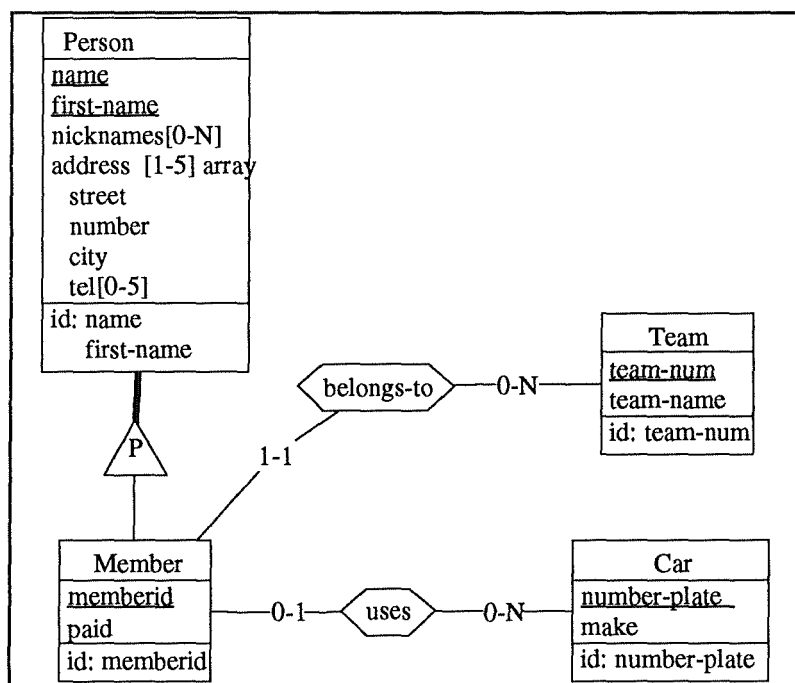 Person
name
first-name
nicknames[0-N]
address [1-5] array
street
number
city
tel[0-5]
id: name
first-name
P
belongs-to
0-N
1-1
Team
team-num
team-name
id: team-num
Member
memberid
paid
id: memberid
0-1
uses
0-N
Car
number-plate
make
id: number-plate